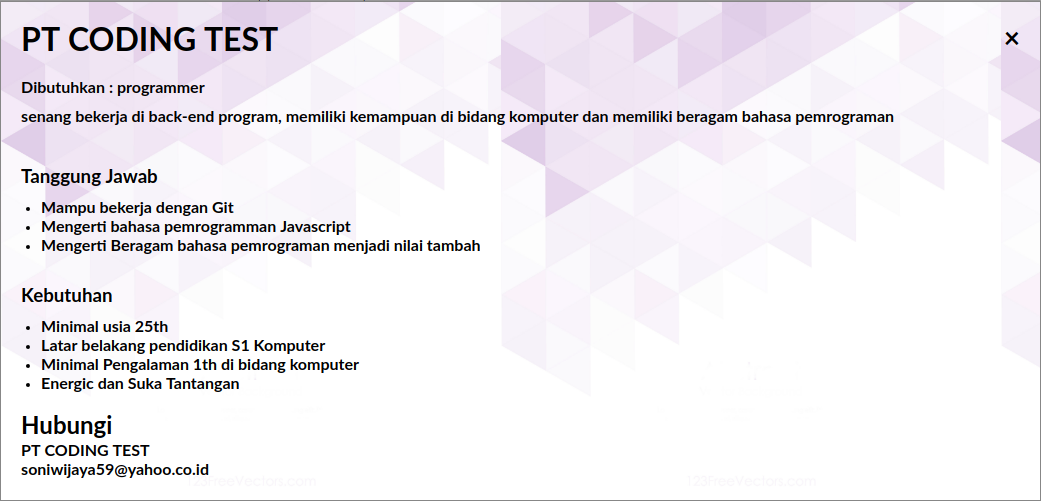 PT CODING TEST
×
Dibutuhkan : programmer
senang bekerja di back-end program, memiliki kemampuan di bidang komputer dan memiliki beragam bahasa pemrograman
Tanggung Jawab
• Mampu bekerja dengan Git
• Mengerti bahasa pemrogramman Javascript
• Mengerti Beragam bahasa pemrograman menjadi nilai tambah
Kebutuhan
• Minimal usia 25th
• Latar belakang pendidikan S1 Komputer
• Minimal Pengalaman 1th di bidang komputer
• Energic dan Suka Tantangan
Hubungi
PT CODING TEST
soniwijaya59@yahoo.co.id
123FreeVectors.com 123FreeVectors.com